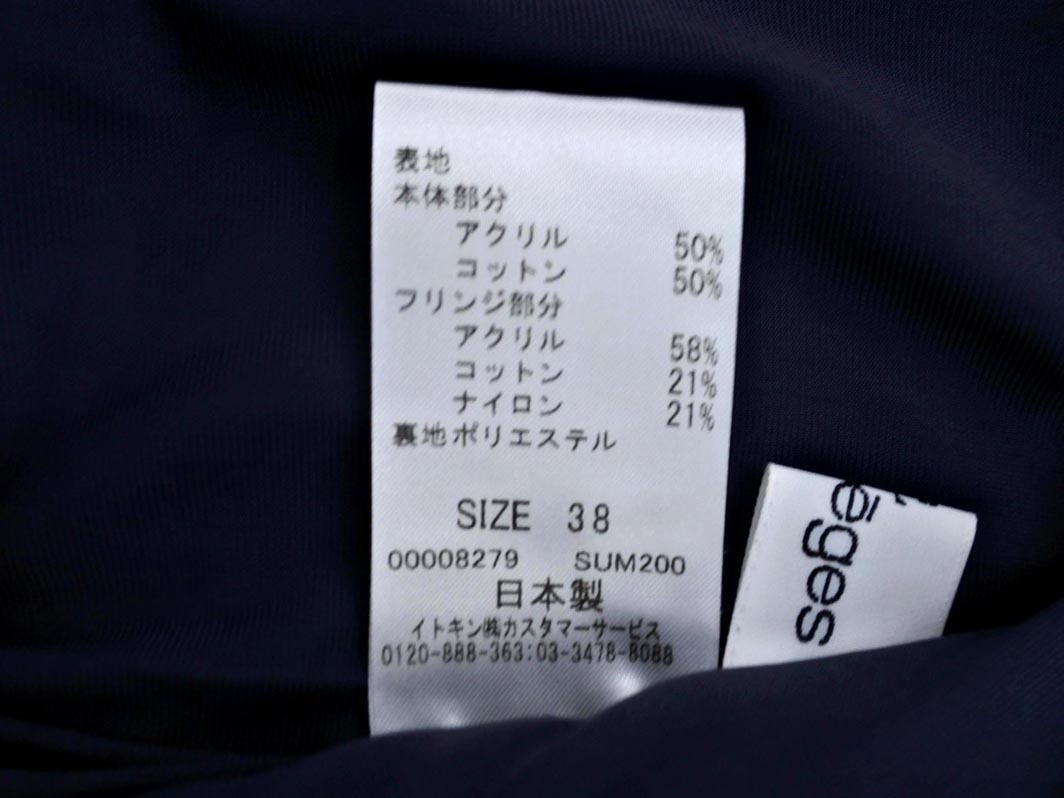 表地
本体部分
アクリル 50%
コットン 50%
フリンジ部分
アクリル 58%
コットン 21%
ナイロン 21%
裏地ポリエステル
SIZE 38
00008279 SUM200
日本製
イトキン㈱カスタマーサービス
0120-888-363:03-3478-8088